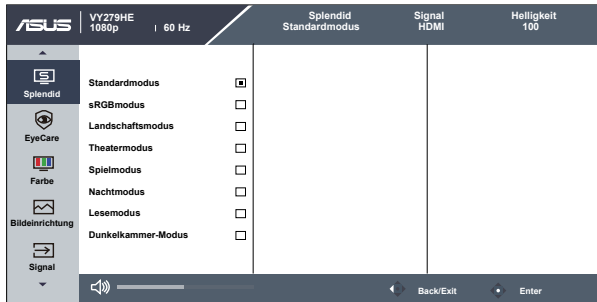 ASUS
VY279HE
1080p 60 Hz
Splendid
Standardmodus
Signal
HDMI
Helligkeit
100
Splendid
EyeCare
Farbe
Bildeinrichtung
Signal
Standardmodus
sRGBmodus
Landschaftsmodus
Theatermodus
Spielmodus
Nachtmodus
Lesemodus
Dunkelkammer-Modus
Back/Exit
Enter